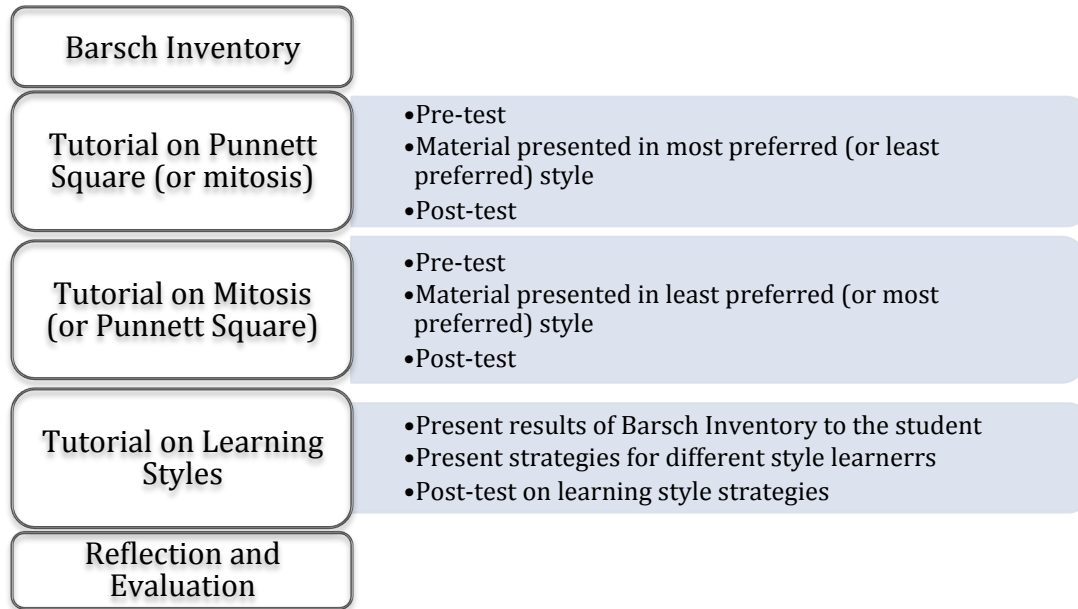 Barsch Inventory
Tutorial on Punnett
Square (or mitosis)
•Pre-test
•Material presented in most preferred (or least
preferred) style
•Post-test
Tutorial on Mitosis
(or Punnett Square)
•Pre-test
•Material presented in least preferred (or most
preferred) style
•Post-test
Tutorial on Learning
Styles
•Present results of Barsch Inventory to the student
•Present strategies for different style learnerrs
•Post-test on learning style strategies
Reflection and
Evaluation